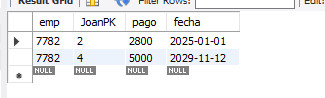 Result Grid Filter Rows: Edit:
emp JoanPK pago fecha
7782 2 2800 2025-01-01
7782 4 5000 2029-11-12
NULL NULL NULL NULL